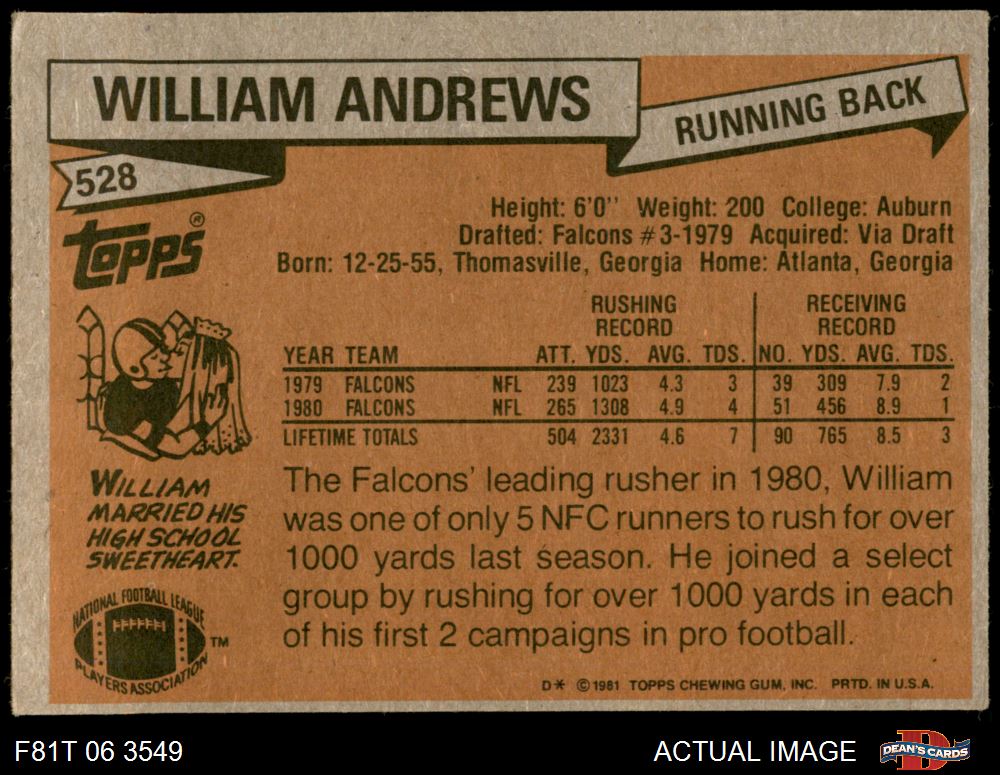 WILLIAM ANDREWS
RUNNING BACK
528
TOPPS®
Height: 6'0'' Weight: 200 College: Auburn
Drafted: Falcons #3-1979 Acquired: Via Draft
Born: 12-25-55, Thomasville, Georgia Home: Atlanta, Georgia
RUSHING RECEIVING
RECORD RECORD
YEAR TEAM ATT. YDS. AVG. TDS. NO. YDS. AVG. TDS.
1979 FALCONS NFL 239 1023 4.3 3 39 309 7.9 2
1980 FALCONS NFL 265 1308 4.9 4 51 456 8.9 1
LIFETIME TOTALS 504 2331 4.6 7 90 765 8.5 3
WILLIAM
MARRIED HIS
HIGH SCHOOL
SWEETHEART.
The Falcons' leading rusher in 1980, William
was one of only 5 NFC runners to rush for over
1000 yards last season. He joined a select
group by rushing for over 1000 yards in each
of his first 2 campaigns in pro football.
NATIONAL FOOTBALL LEAGUE
PLAYERS ASSOCIATION
TM
D* ©1981 TOPPS CHEWING GUM, INC. PRTD. IN U.S.A.
F81T 06 3549
ACTUAL IMAGE
D
DEAN'S CARDS